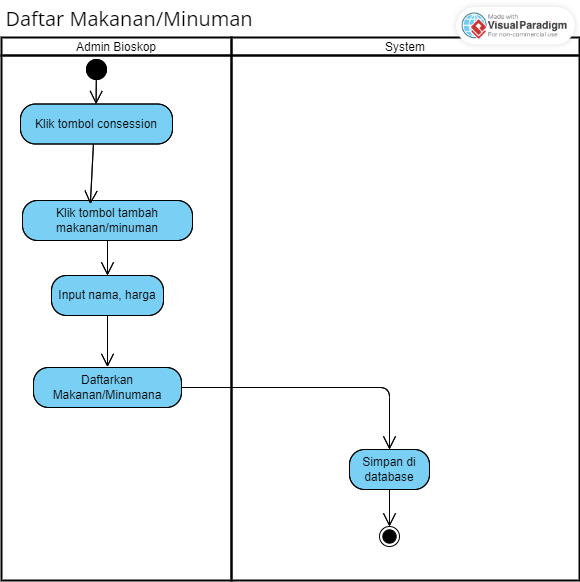 Daftar Makanan/Minuman
Made with
Visual Paradigm
For non-commercial use
Admin Bioskop
System
Klik tombol consession
Klik tombol tambah
makanan/minuman
Input nama, harga
Daftarkan
Makanan/Minumana
Simpan di
database